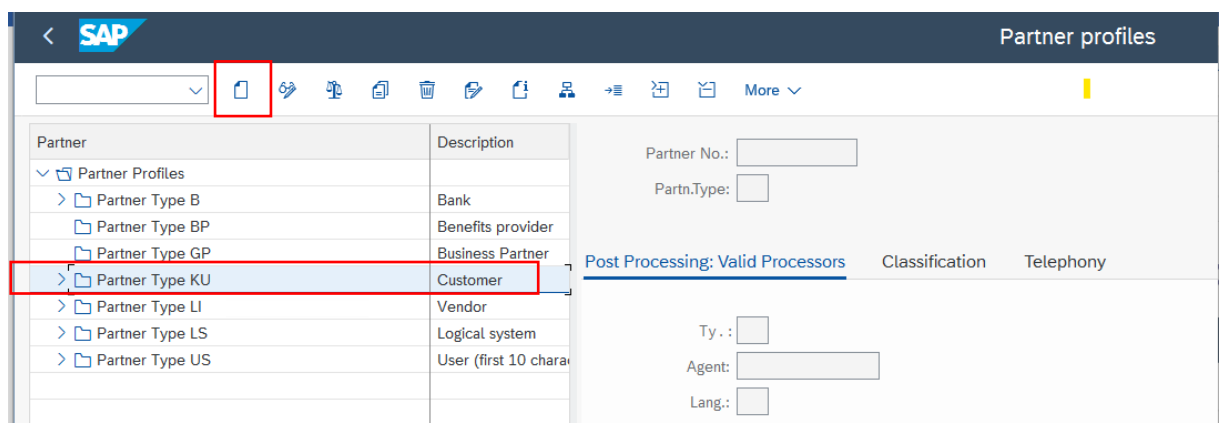 SAP
Partner profiles
More
Partner Description
Partner Profiles
Partner Type B Bank
Partner Type BP Benefits provider
Partner Type GP Business Partner
Partner Type KU Customer
Partner Type LI Vendor
Partner Type LS Logical system
Partner Type US User (first 10 chara
Partner No.:
Partn.Type:
Post Processing: Valid Processors Classification Telephony
Ty.:
Agent:
Lang.: